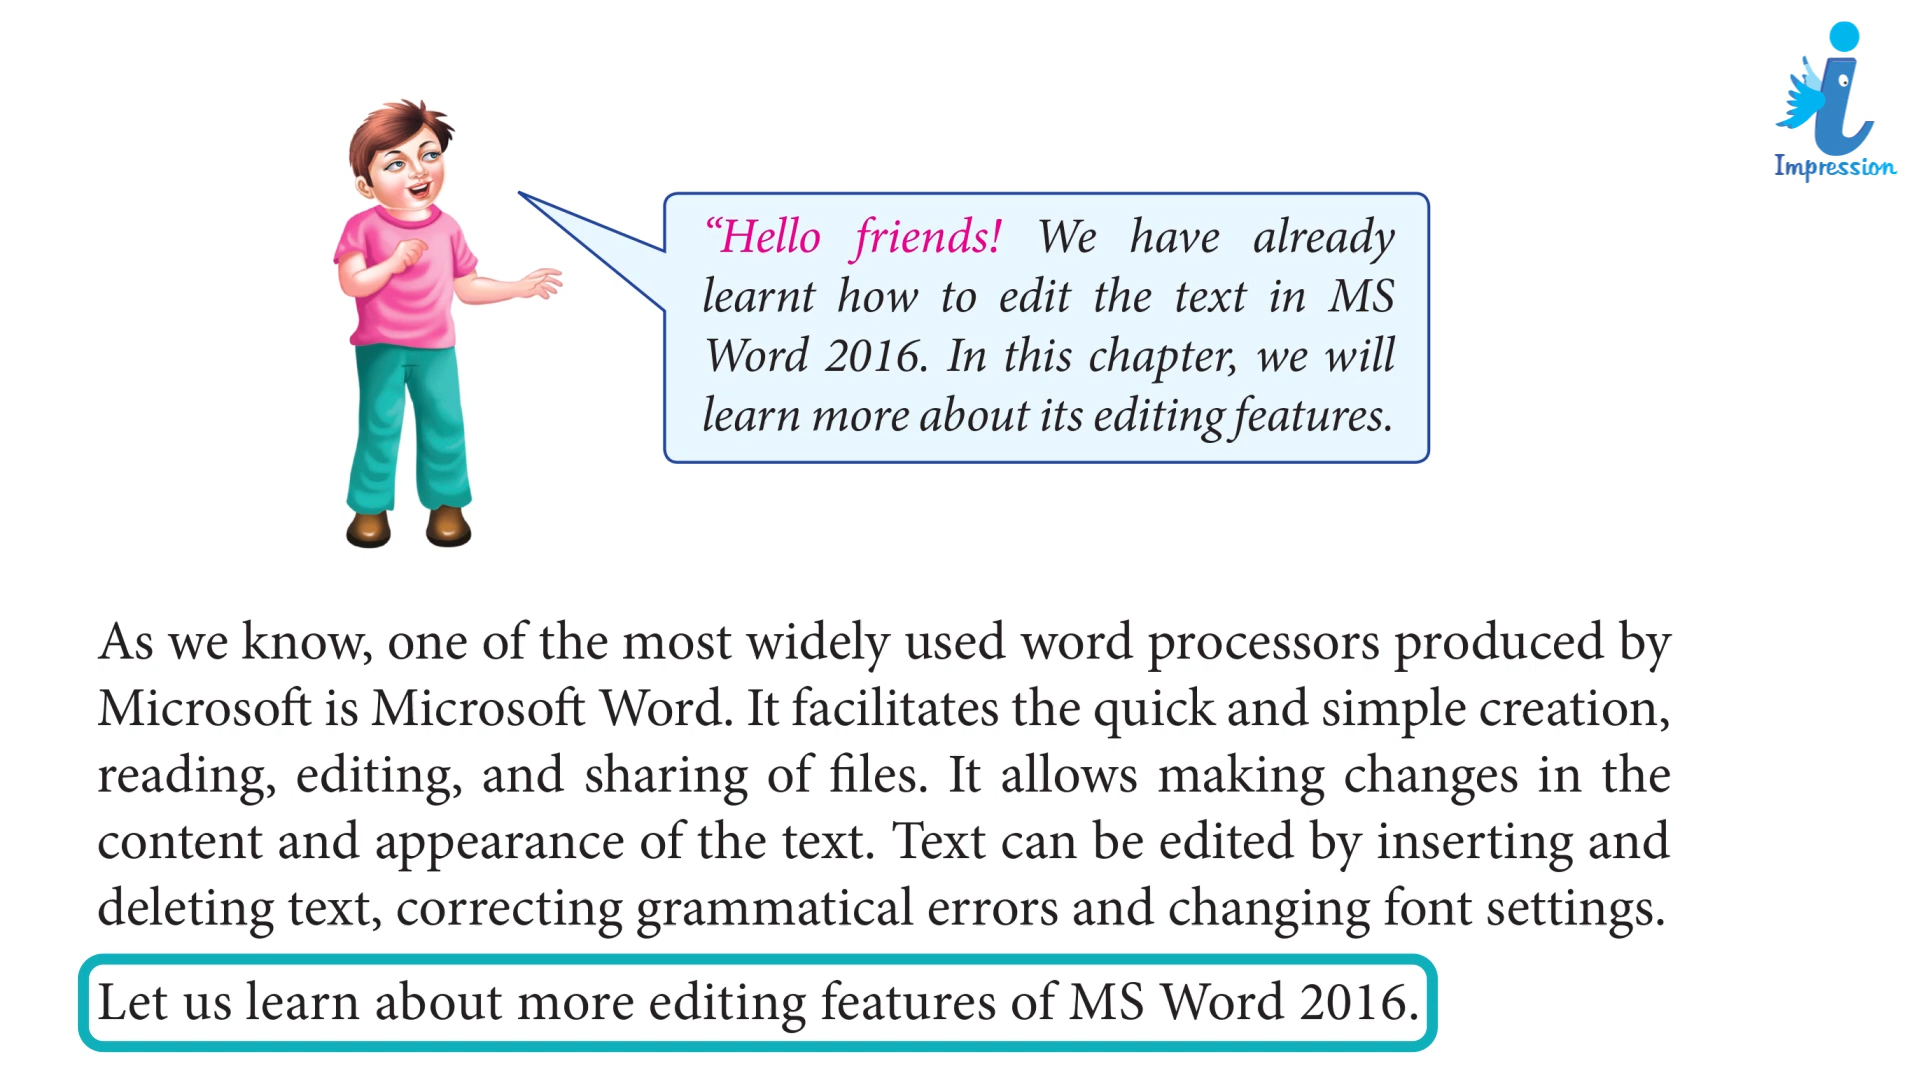 Impression
“Hello friends! We have already
learnt how to edit the text in MS
Word 2016. In this chapter, we will
learn more about its editing features.
As we know, one of the most widely used word processors produced by
Microsoft is Microsoft Word. It facilitates the quick and simple creation,
reading, editing, and sharing of files. It allows making changes in the
content and appearance of the text. Text can be edited by inserting and
deleting text, correcting grammatical errors and changing font settings.
Let us learn about more editing features of MS Word 2016.